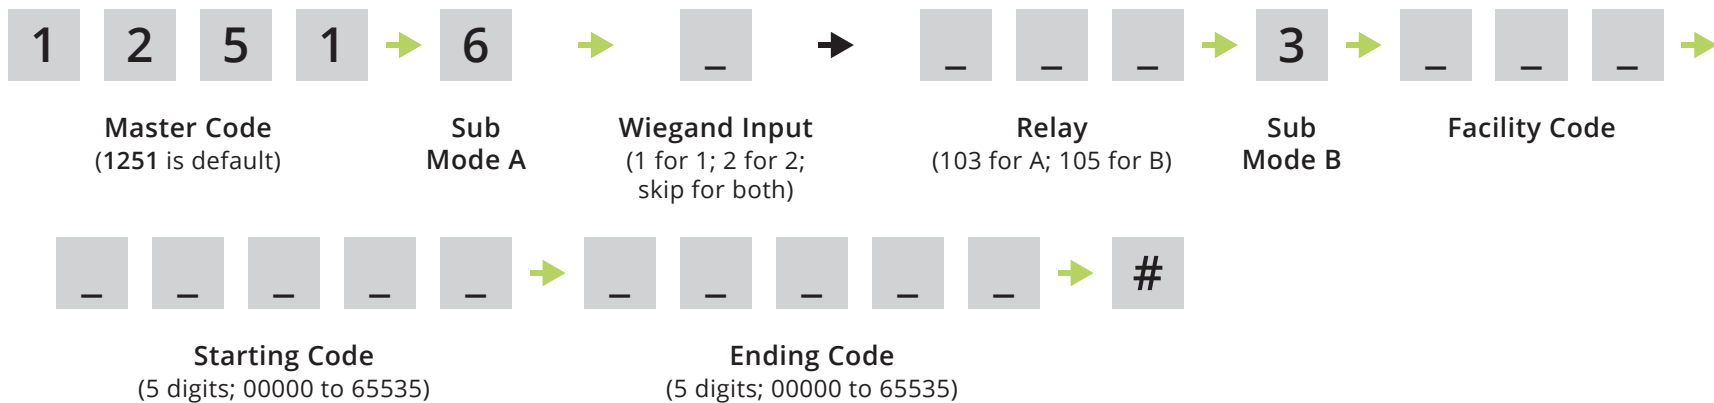 1 2 5 1 6 _ _ _ _ 3 _ _ _
Master Code Sub Wiegand Input Relay Sub Facility Code
(1251 is default) Mode A (1 for 1; 2 for 2; (103 for A; 105 for B) Mode B
skip for both)
_ _ _ _ _ _ _ _ _ _ #
Starting Code Ending Code
(5 digits; 00000 to 65535) (5 digits; 00000 to 65535)